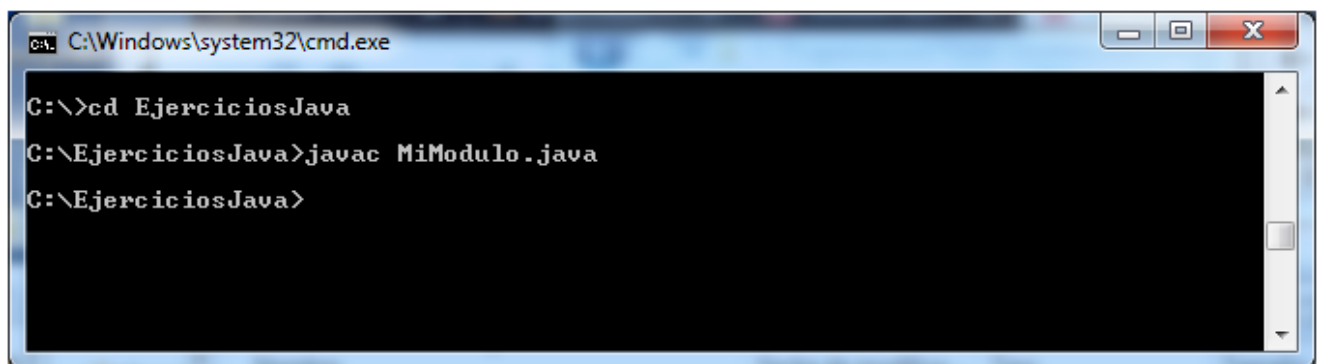 C:\Windows\system32\cmd.exe
C:\>cd EjerciciosJava
C:\EjerciciosJava>javac MiModulo.java
C:\EjerciciosJava>